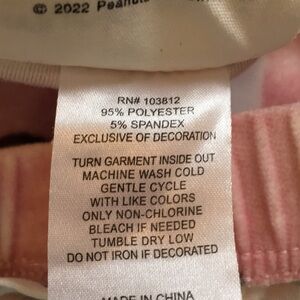 © 2022 Peanuts
RN# 103812
95% POLYESTER
5% SPANDEX
EXCLUSIVE OF DECORATION
TURN GARMENT INSIDE OUT
MACHINE WASH COLD
GENTLE CYCLE
WITH LIKE COLORS
ONLY NON-CHLORINE
BLEACH IF NEEDED
TUMBLE DRY LOW
DO NOT IRON IF DECORATED
MADE IN CHINA